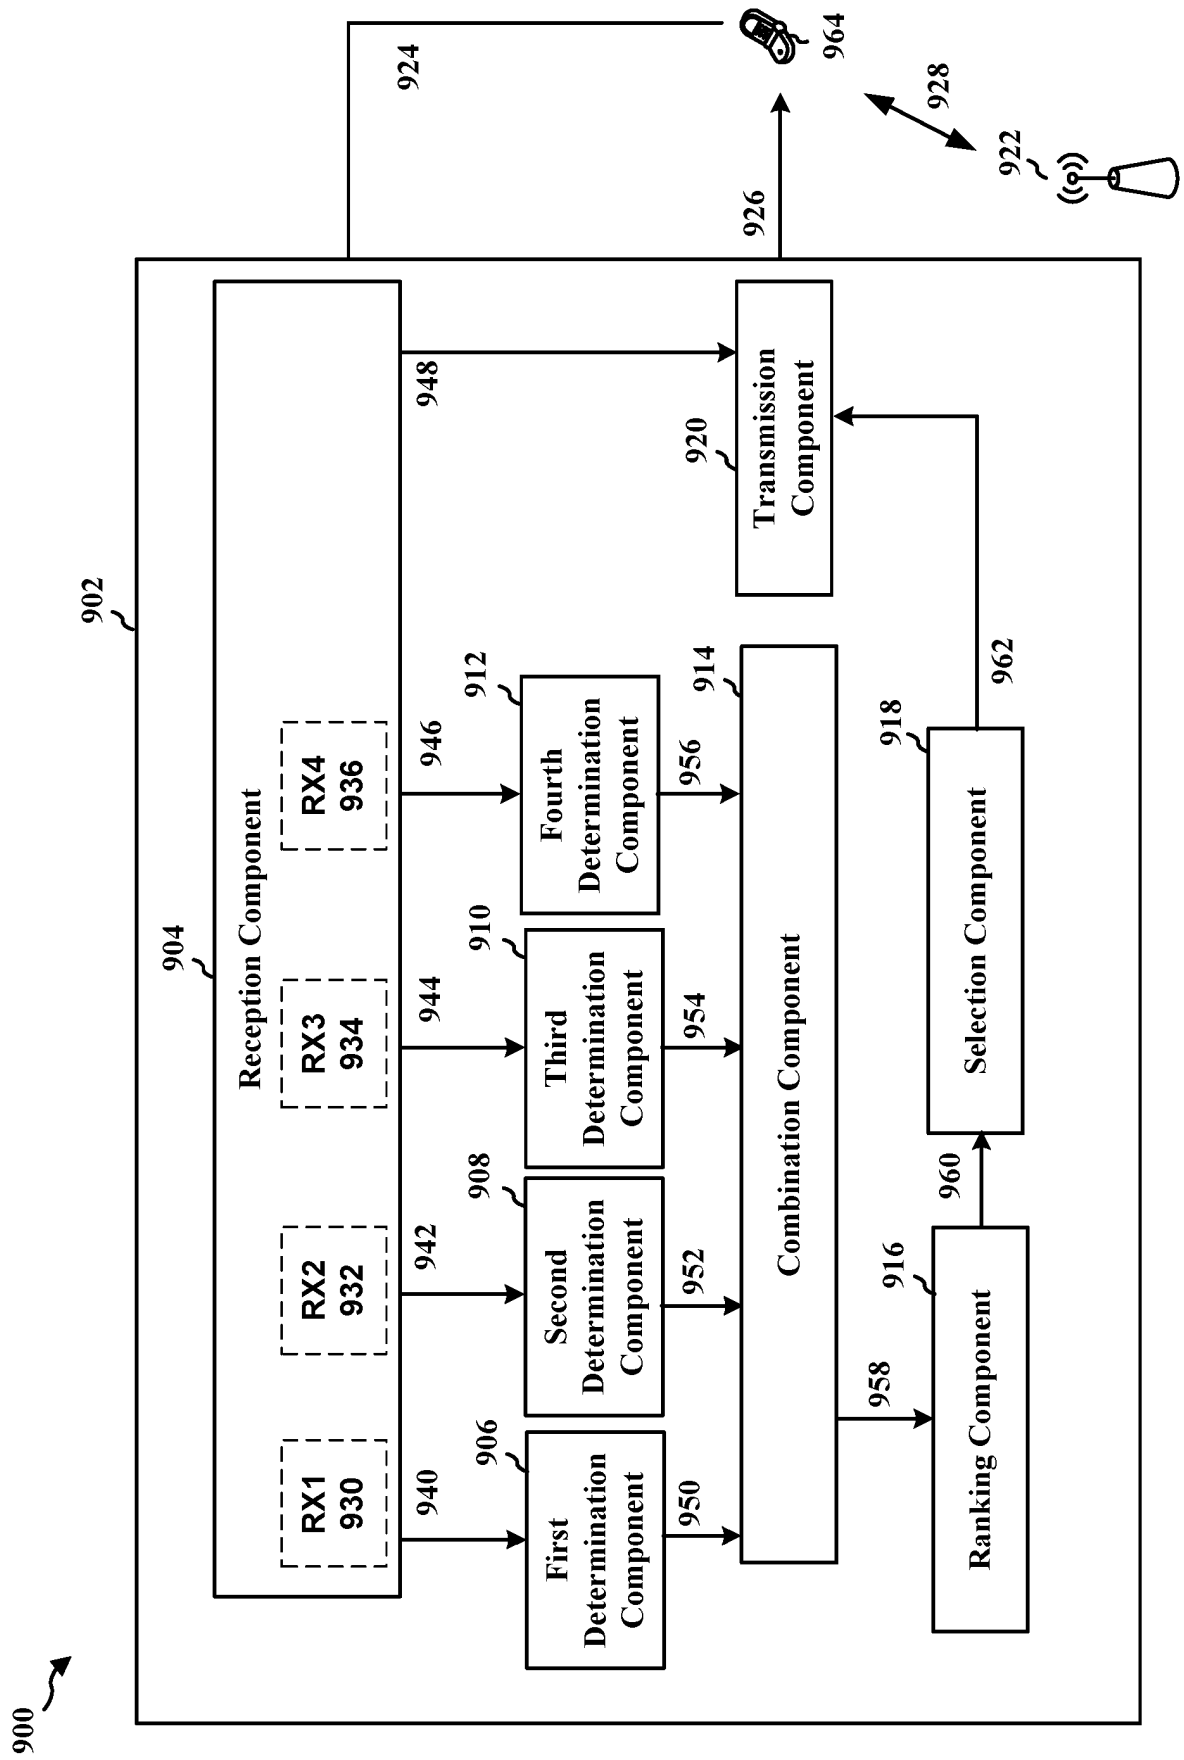 900
902
904
Reception Component
RX1
930
RX2
932
RX3
934
RX4
936
924
940
942
944
946
948
906
First
Determination
Component
908
Second
Determination
Component
910
Third
Determination
Component
912
Fourth
Determination
Component
950
952
954
956
914
Combination Component
920
Transmission
Component
926
964
928
922
958
916
Ranking Component
960
918
Selection Component
962